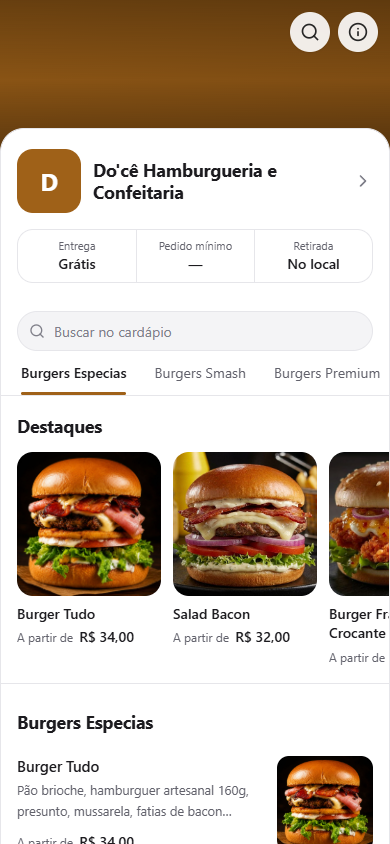 D
Do'cê Hamburgueria e
Confeitaria
Entrega
Grátis
Pedido mínimo
—
Retirada
No local
Buscar no cardápio
Burgers Especias
Burgers Smash
Burgers Premium
Destaques
Burger Tudo
A partir de R$ 34,00
Salad Bacon
A partir de R$ 32,00
Burger
Crocante
A partir de
Burgers Especias
Burger Tudo
Pão brioche, hamburguer artesanal 160g,
presunto, mussarela, fatias de bacon...
A partir de R$ 34,00